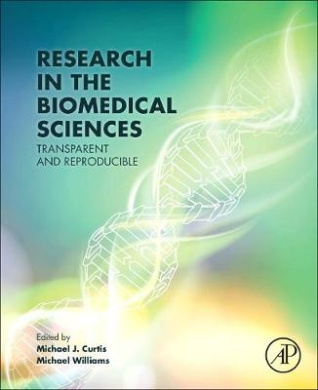 RESEARCH
IN THE
BIOMEDICAL
SCIENCES
TRANSPARENT
AND REPRODUCIBLE
Edited by
Michael J. Curtis
Michael Williams
AP